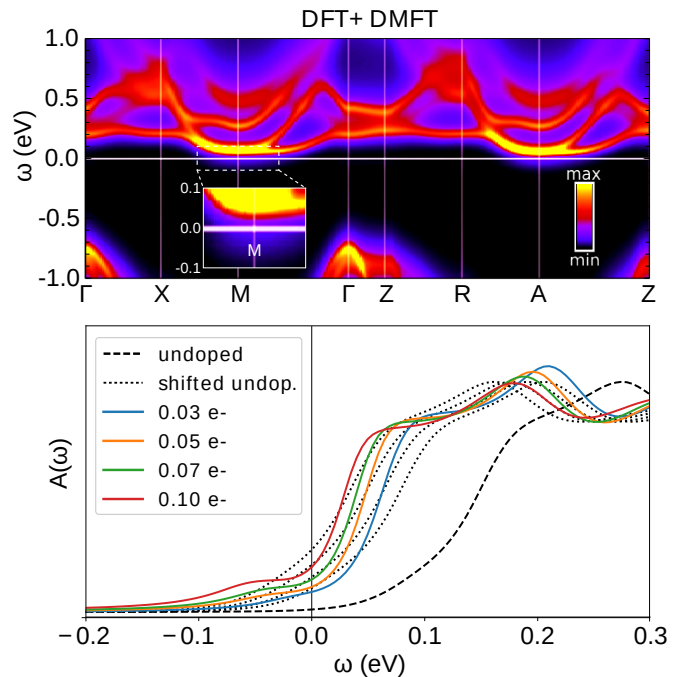 DFT+ DMFT
ω (eV)
1.0
0.5
0.0
−0.5
−1.0
0.1
0.0
-0.1
M
max
min
Γ X M Γ Z R A Z
A(ω)
undoped
shifted undop.
0.03 e-
0.05 e-
0.07 e-
0.10 e-
−0.2 −0.1 0.0 0.1 0.2 0.3
ω (eV)